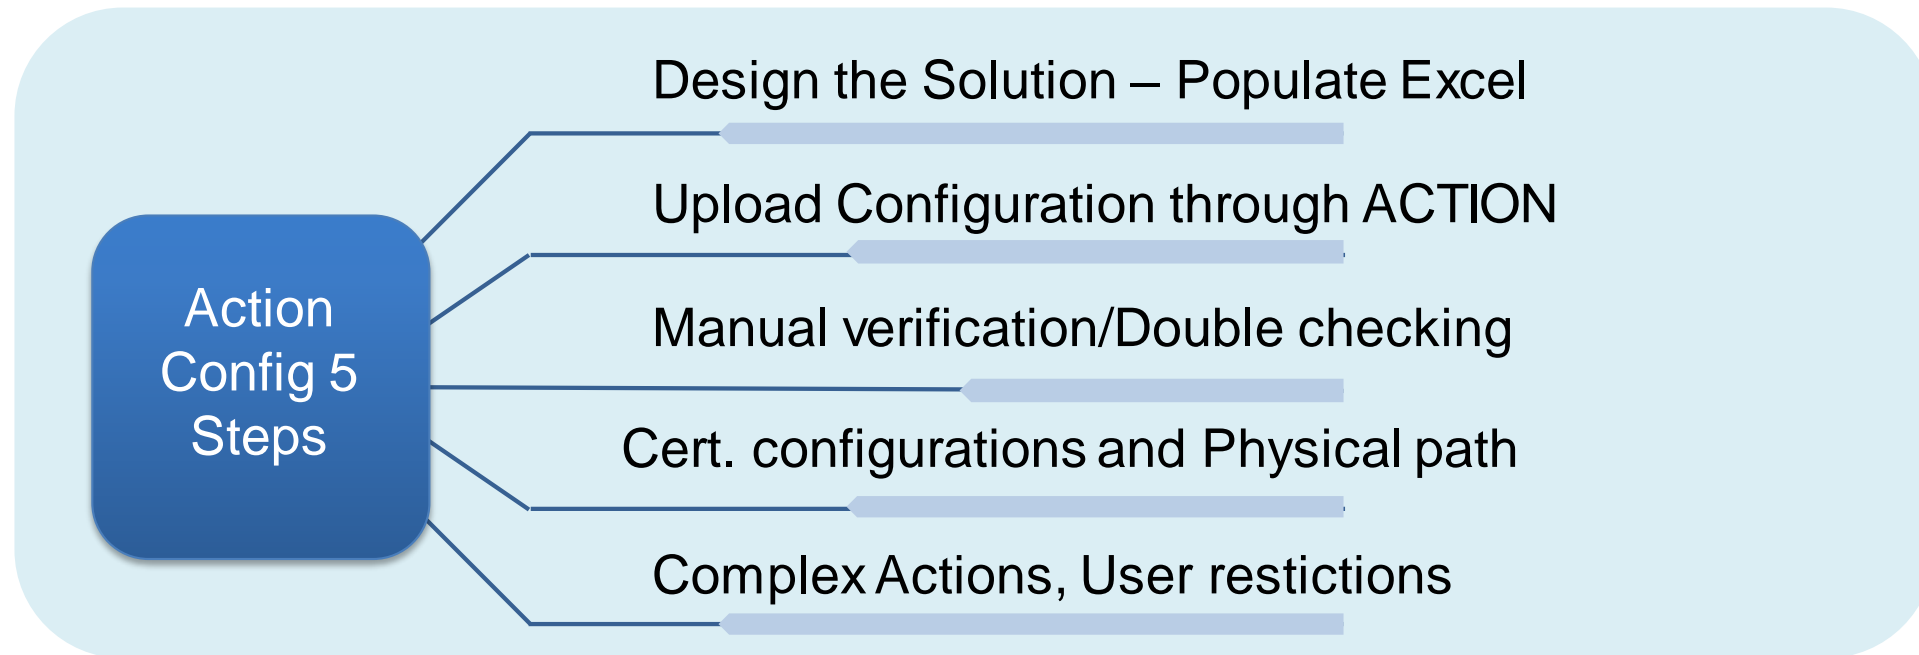 Design the Solution – Populate Excel
Upload Configuration through ACTION
Manual verification/Double checking
Cert. configurations and Physical path
Complex Actions, User restictions
Action
Config 5
Steps